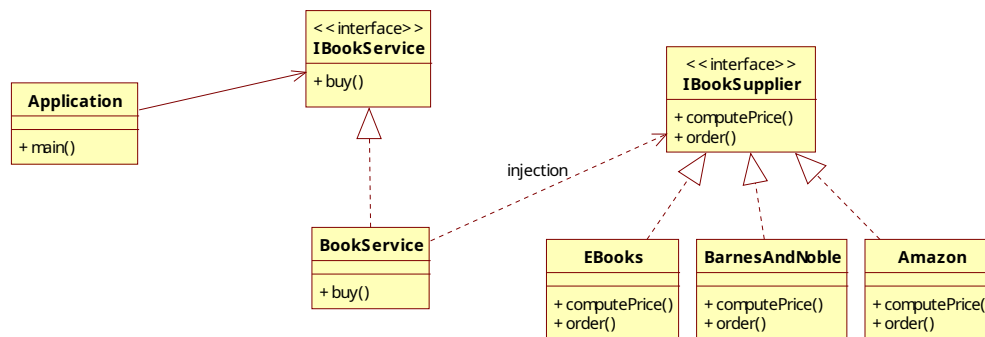 <<interface>>
IBookService
+ buy()
<<interface>>
IBookSupplier
+ computePrice()
+ order()
Application
+ main()
injection
BookService
+ buy()
EBooks
+ computePrice()
+ order()
BarnesAndNoble
+ computePrice()
+ order()
Amazon
+ computePrice(
+ order()